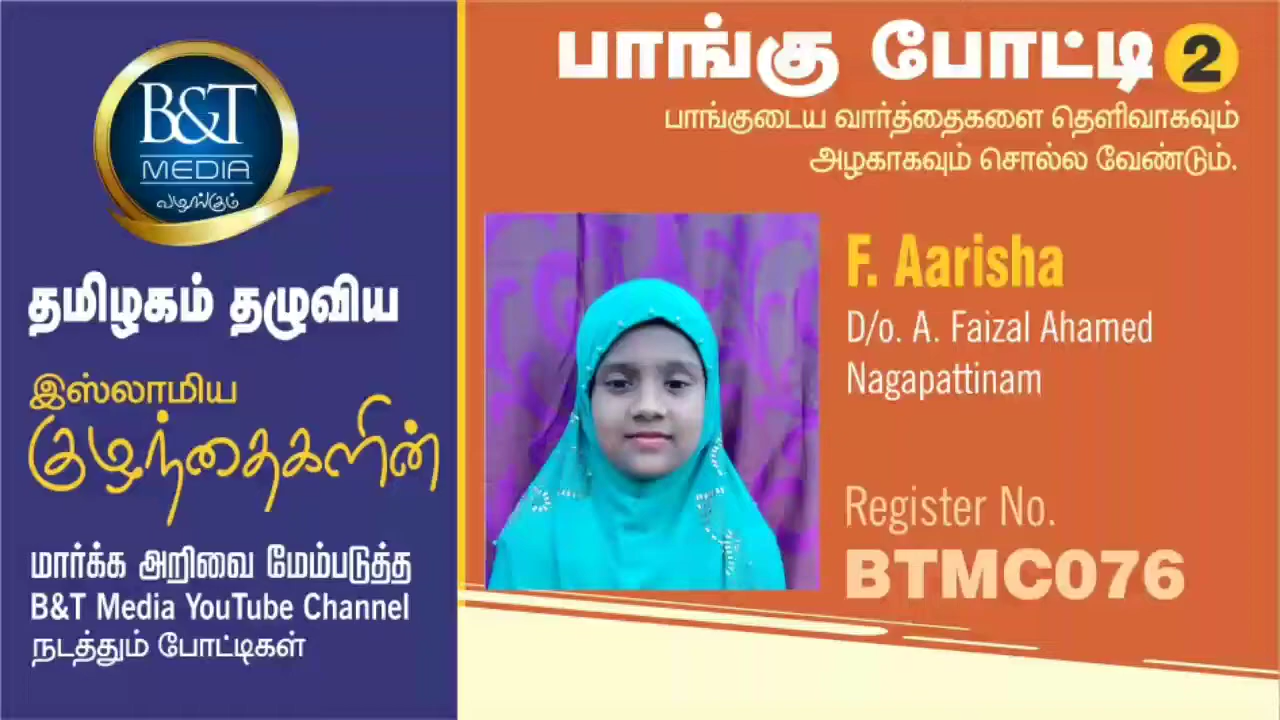 B&T
MEDIA
வழங்கும்
தமிழகம் தழுவிய
இஸ்லாமிய
குழந்தைகளின்
மார்க்க அறிவை மேம்படுத்த
B&T Media YouTube Channel
நடத்தும் போட்டிகள்
பாங்கு போட்டி 2
பாங்குடைய வார்த்தைகளை தெளிவாகவும்
அழகாகவும் சொல்ல வேண்டும்.
F. Aarisha
D/o. A. Faizal Ahamed
Nagapattinam
Register No.
BTMC076